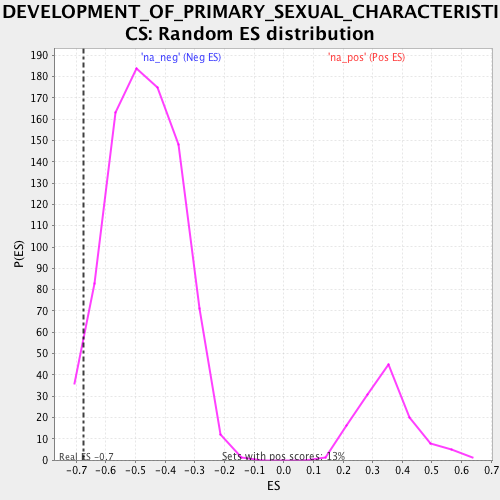 DEVELOPMENT_OF_PRIMARY_SEXUAL_CHARACTERISTI
CS: Random ES distribution
'na_neg' (Neg ES)
'na_pos' (Pos ES)
P(ES)
190
180
170
160
150
140
130
120
110
100
90
80
70
60
50
40
30
20
10
0
Real ES -0,7
Sets with pos scores: 13%
-0.7 -0.6 -0.5 -0.4 -0.3 -0.2 -0.1 0.0 0.1 0.2 0.3 0.4 0.5 0.6 0.7
ES